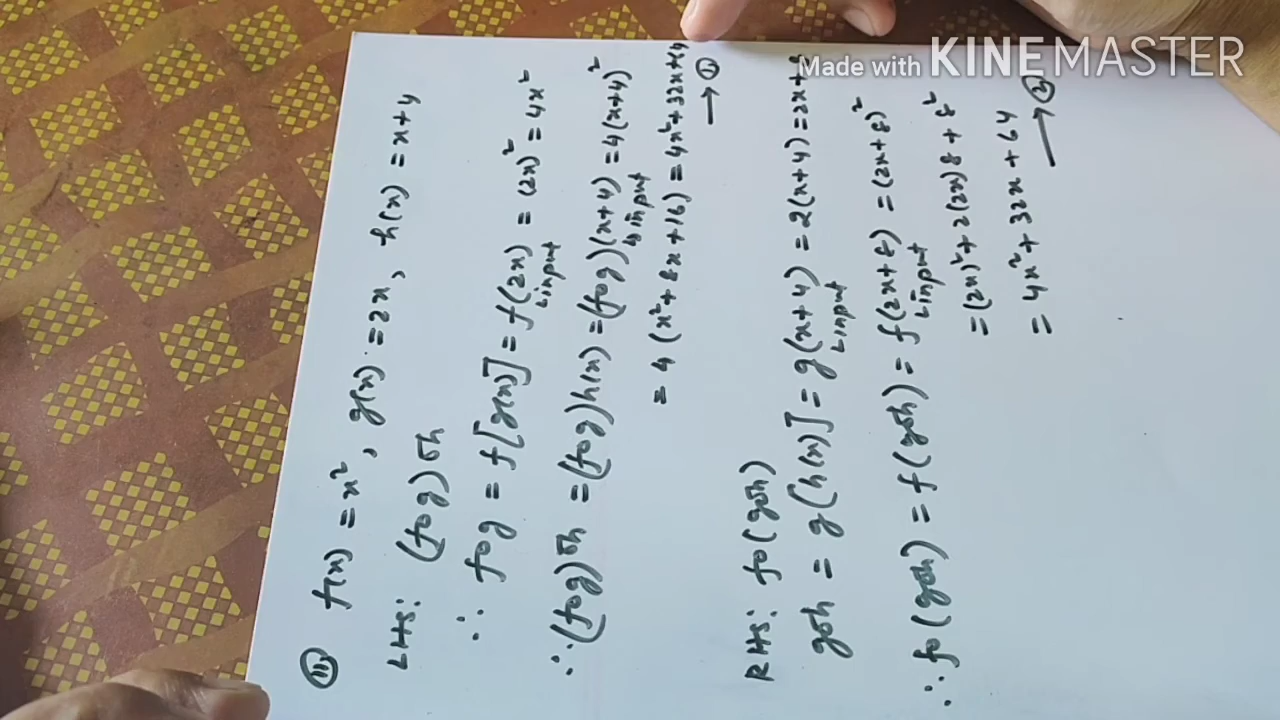 (ii) f(x) = x², g(x) = 2x, h(x) = x+4
LHS: (fog)oh
∴ fog = f[g(x)] = f(2x) = (2x)² = 4x²
↳input
∴(fog)oh = (fog)h(x) = (fog)(x+4) = 4(x+4)²
↳input
= 4(x²+8x+16) = 4x²+32x+64
→ ①
RHS: fo(goh)
goh = g(h(x)] = g(x+4) = 2(x+4) = 2x+8
↳input
∴ fo(goh) = f(goh) = f(2x+8) = (2x+8)²
↳input
= (2x)²+2(2x)8+8²
= 4x²+32x+64
→ ②
Made with KINEMASTER